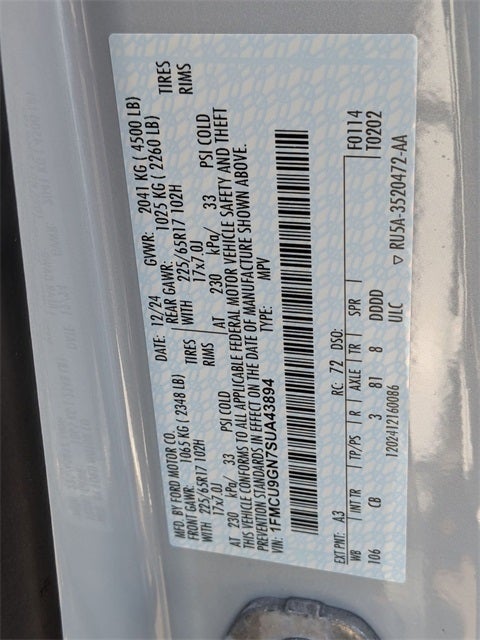 MFD. BY FORD MOTOR CO.
DATE: 12/24 GVWR: 2041 KG ( 4500 LB)
FRONT GAWR: 1065 KG ( 2348 LB) REAR GAWR: 1025 KG ( 2260 LB)
WITH 225/65R17 102H TIRES WITH 225/65R17 102H TIRES
17x7.0J RIMS 17x7.0J RIMS
AT 230 kPa/ 33 PSI COLD AT 230 kPa/ 33 PSI COLD
THIS VEHICLE CONFORMS TO ALL APPLICABLE FEDERAL MOTOR VEHICLE SAFETY AND THEFT
PREVENTION STANDARDS IN EFFECT ON THE DATE OF MANUFACTURE SHOWN ABOVE.
VIN: 1FMCU9GN7SUA43894 TYPE: MPV
F0114
T0202
EXT PNT: A3 RC: 72 DSO:
WB INT TR TP/PS R AXLE TR SPR
106 CB 3 81 8 DDDD
1202412160086 ULC
▽ RU5A-3520472-AA